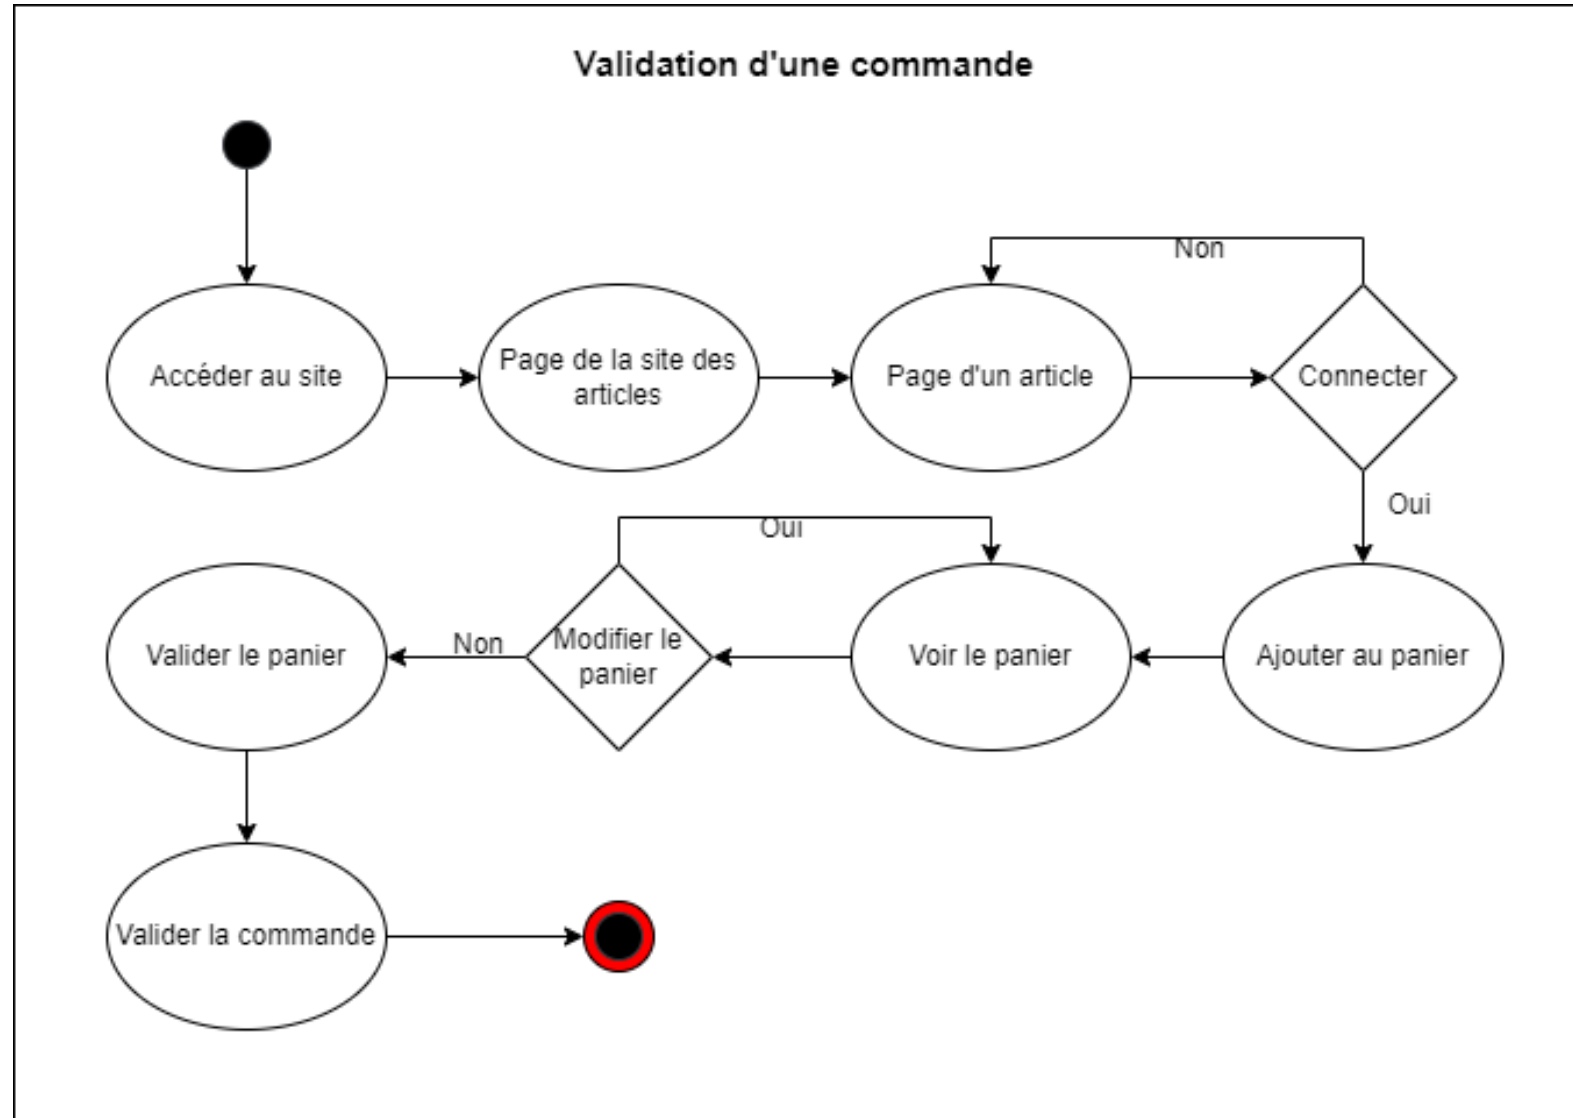 Validation d'une commande
Non
Accéder au site
Page de la site des
articles
Page d'un article
Connecter
Oui
Oui
Valider le panier
Non
Modifier le
panier
Voir le panier
Ajouter au panier
Valider la commande